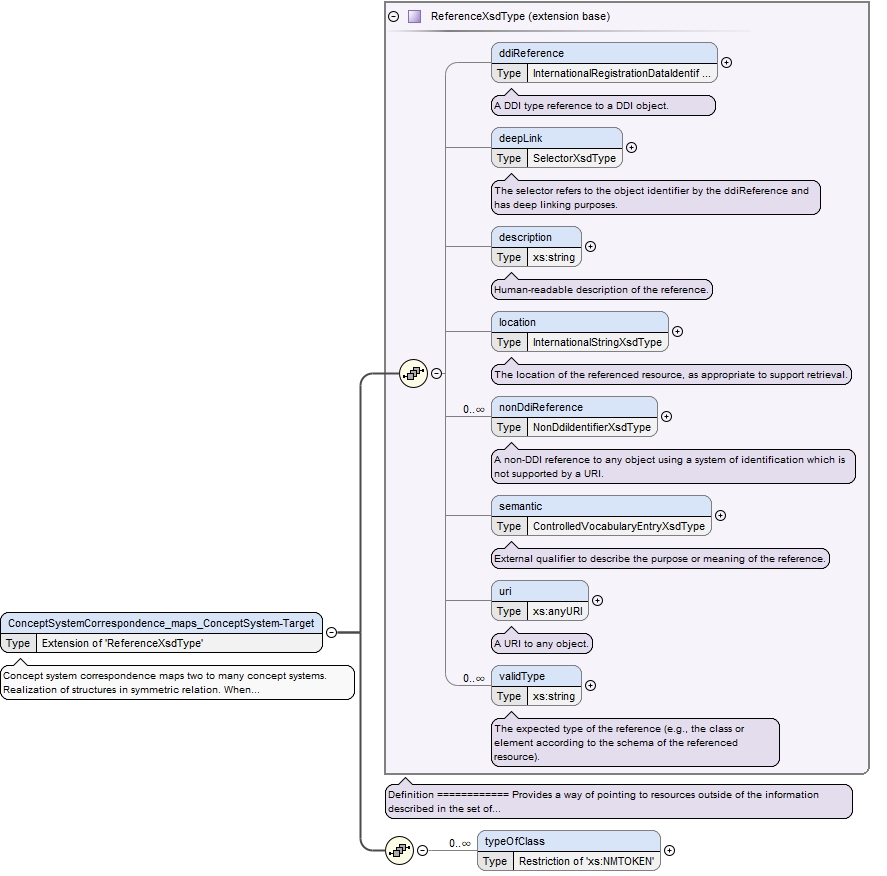 ReferenceXsdType (extension base)
ddiReference
Type InternationalRegistrationDataIdentif ...
A DDI type reference to a DDI object.
deepLink
Type SelectorXsdType
The selector refers to the object identifier by the ddiReference and
has deep linking purposes.
description
Type xs:string
Human-readable description of the reference.
location
Type InternationalStringXsdType
The location of the referenced resource, as appropriate to support retrieval.
0..∞ nonDdiReference
Type NonDdiIdentifierXsdType
A non-DDI reference to any object using a system of identification which is
not supported by a URI.
semantic
Type ControlledVocabularyEntryXsdType
External qualifier to describe the purpose or meaning of the reference.
uri
Type xs:anyURI
A URI to any object.
0..∞ validType
Type xs:string
The expected type of the reference (e.g., the class or
element according to the schema of the referenced
resource).
ConceptSystemCorrespondence_maps_ConceptSystem-Target
Type Extension of 'ReferenceXsdType'
Concept system correspondence maps two to many concept systems.
Realization of structures in symmetric relation. When...
Definition ============ Provides a way of pointing to resources outside of the information
described in the set of...
0..∞ typeOfClass
Type Restriction of 'xs:NMTOKEN'